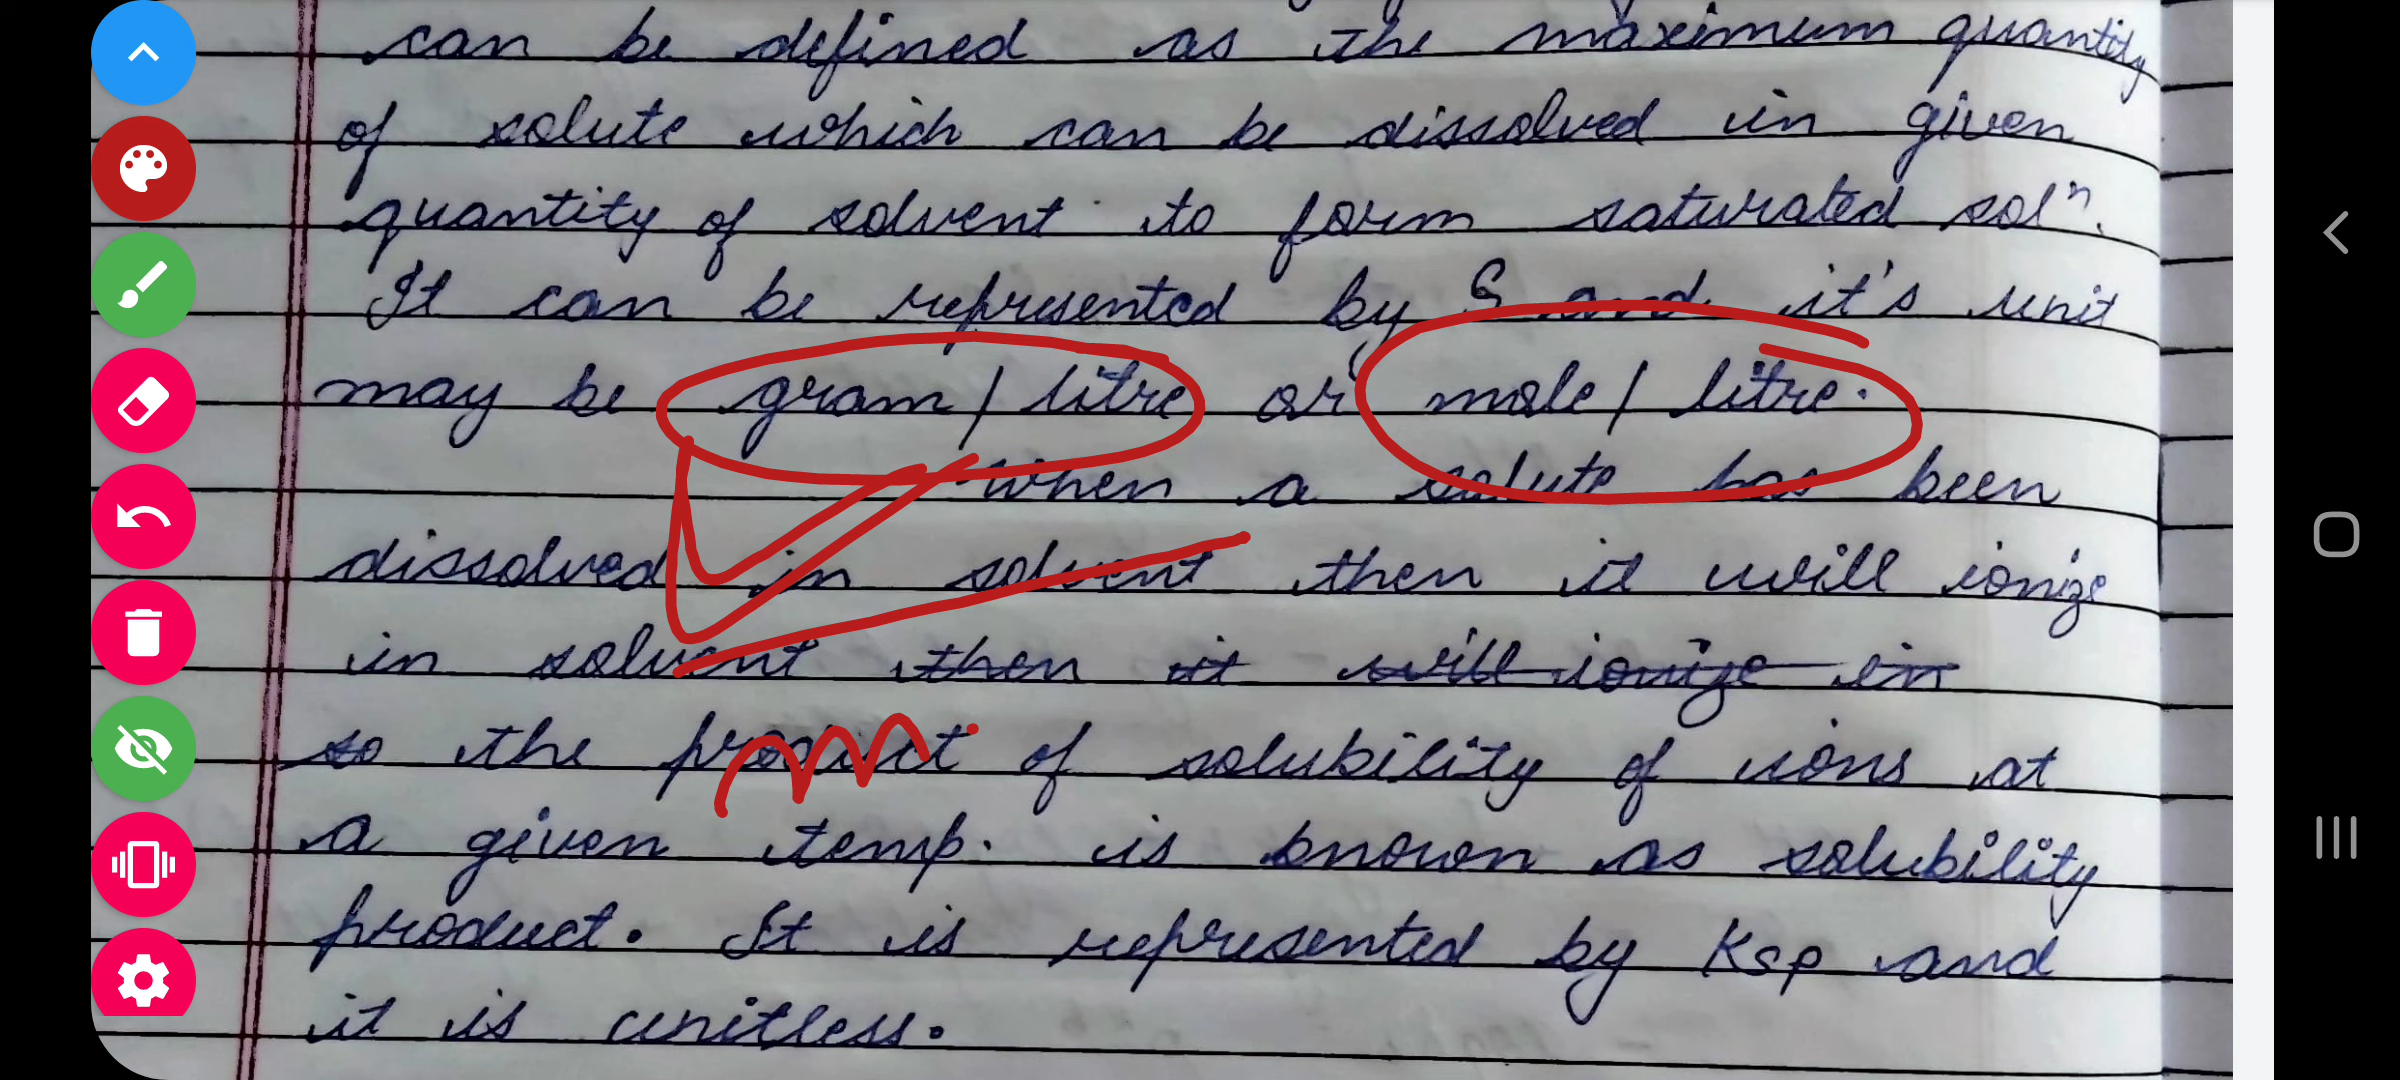 can be defined as the maximum quantity
of solute which can be dissolved in given
quantity of solvent to form saturated solⁿ.
It can be represented by S and it's unit
may be gram/litre or mole/litre.
When a solute has been
dissolved in solvent then it will ionize
in solvent then it will ionize in
so the product of solubility of ions at
a given temp. is known as solubility
product. It is represented by Ksp and
it is unitless.